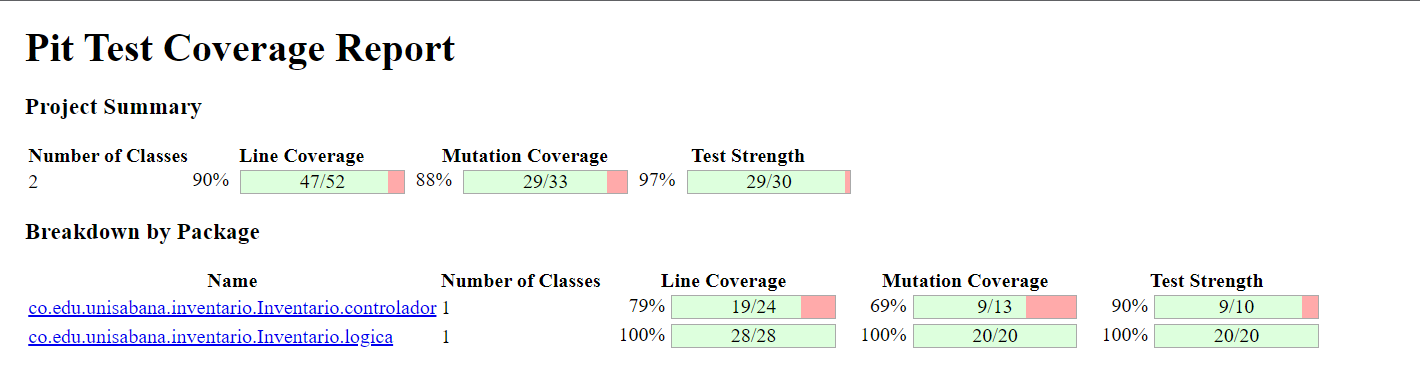 Pit Test Coverage Report
Project Summary
Number of Classes Line Coverage Mutation Coverage Test Strength
2 90% 47/52 88% 29/33 97% 29/30
Breakdown by Package
Name Number of Classes Line Coverage Mutation Coverage Test Strength
co.edu.unisabana.inventario.Inventario.controlador 1 79% 19/24 69% 9/13 90% 9/10
co.edu.unisabana.inventario.Inventario.logica 1 100% 28/28 100% 20/20 100% 20/20